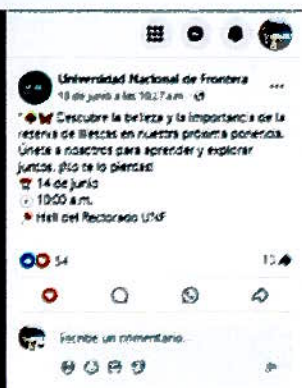 Universidad Nacional de Frontera
10 de junio a las 10:27 a.m.
Descubre la belleza y la importancia de la
reserva de Illescas en nuestra próxima ponencia.
Únete a nosotros para aprender y explorar
juntos. ¡No te lo pierdas!
14 de junio
10:00 a.m.
Hall del Rectorado UNF
54
13
Escribe un comentario...